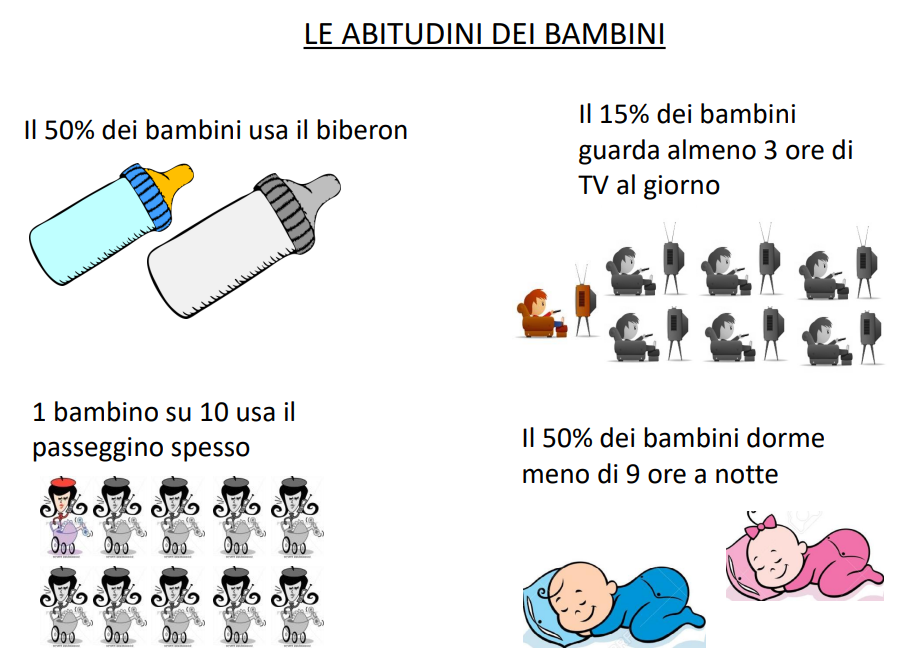 LE ABITUDINI DEI BAMBINI
Il 50% dei bambini usa il biberon
Il 15% dei bambini
guarda almeno 3 ore di
TV al giorno
1 bambino su 10 usa il
passeggino spesso
Il 50% dei bambini dorme
meno di 9 ore a notte